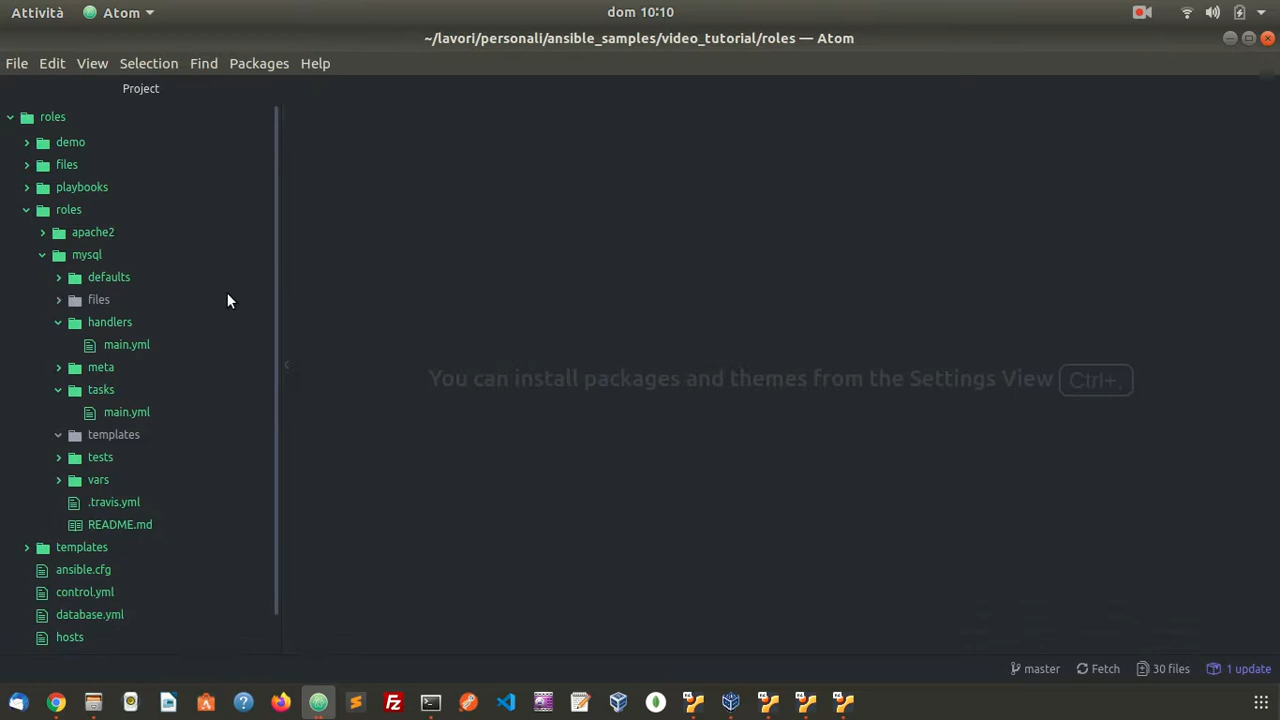 Attività
Atom
dom 10:10
~/lavori/personali/ansible_samples/video_tutorial/roles — Atom
File Edit View Selection Find Packages Help
Project
roles
demo
files
playbooks
roles
apache2
mysql
defaults
files
handlers
main.yml
meta
tasks
main.yml
templates
tests
vars
.travis.yml
README.md
templates
ansible.cfg
control.yml
database.yml
hosts
You can install packages and themes from the Settings View Ctrl+,
master Fetch 30 files 1 update